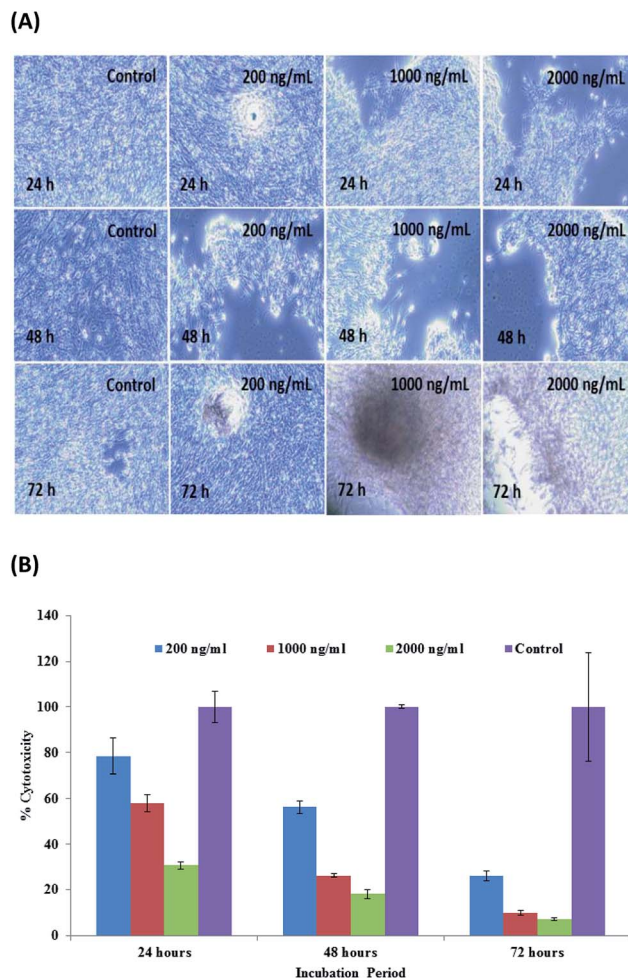 (A)
Control 200 ng/mL 1000 ng/mL 2000 ng/mL
24 h 24 h 24 h 24 h
Control 200 ng/mL 1000 ng/mL 2000 ng/mL
48 h 48 h 48 h 48 h
Control 200 ng/mL 1000 ng/mL 2000 ng/mL
72 h 72 h 72 h 72 h
(B)
140
200 ng/ml 1000 ng/ml 2000 ng/ml Control
120
100
80
60
40
20
0
% Cytotoxicity
24 hours 48 hours 72 hours
Incubation Period